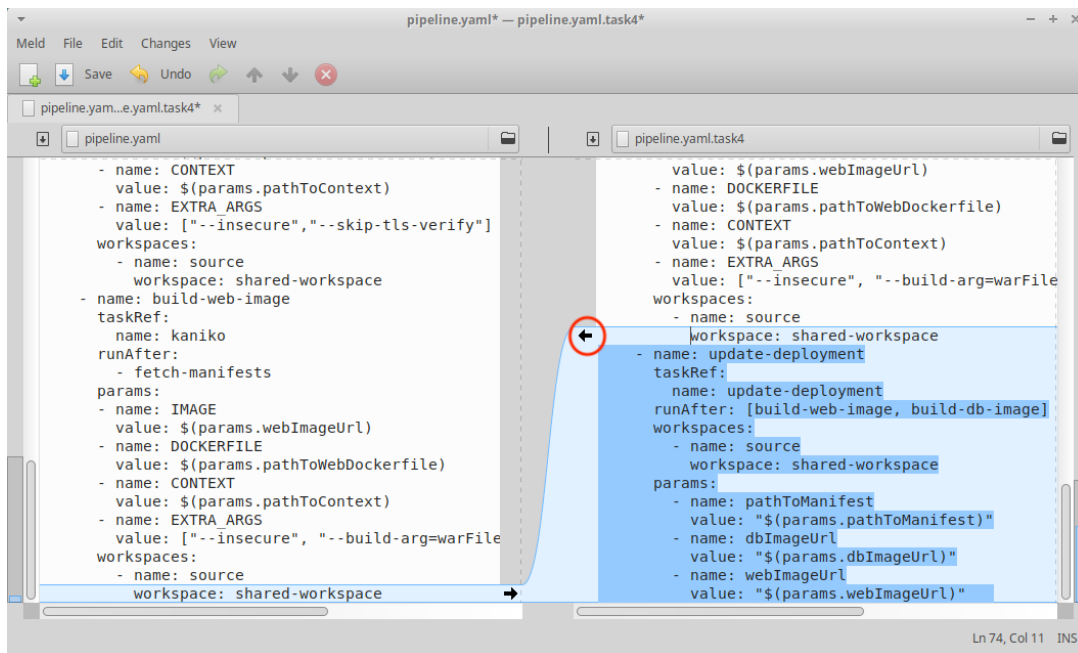 pipeline.yaml* — pipeline.yaml.task4*
Meld File Edit Changes View
Save Undo
pipeline.yam...e.yaml.task4*
pipeline.yaml
- name: CONTEXT
value: $(params.pathToContext)
- name: EXTRA_ARGS
value: ["--insecure","--skip-tls-verify"]
workspaces:
- name: source
workspace: shared-workspace
- name: build-web-image
taskRef:
name: kaniko
runAfter:
- fetch-manifests
params:
- name: IMAGE
value: $(params.webImageUrl)
- name: DOCKERFILE
value: $(params.pathToWebDockerfile)
- name: CONTEXT
value: $(params.pathToContext)
- name: EXTRA_ARGS
value: ["--insecure", "--build-arg=warFile
workspaces:
- name: source
workspace: shared-workspace
pipeline.yaml.task4
value: $(params.webImageUrl)
- name: DOCKERFILE
value: $(params.pathToWebDockerfile)
- name: CONTEXT
value: $(params.pathToContext)
- name: EXTRA_ARGS
value: ["--insecure", "--build-arg=warFile
workspaces:
- name: source
workspace: shared-workspace
- name: update-deployment
taskRef:
name: update-deployment
runAfter: [build-web-image, build-db-image]
workspaces:
- name: source
workspace: shared-workspace
params:
- name: pathToManifest
value: "$(params.pathToManifest)"
- name: dbImageUrl
value: "$(params.dbImageUrl)"
- name: webImageUrl
value: "$(params.webImageUrl)"
Ln 74, Col 11 INS